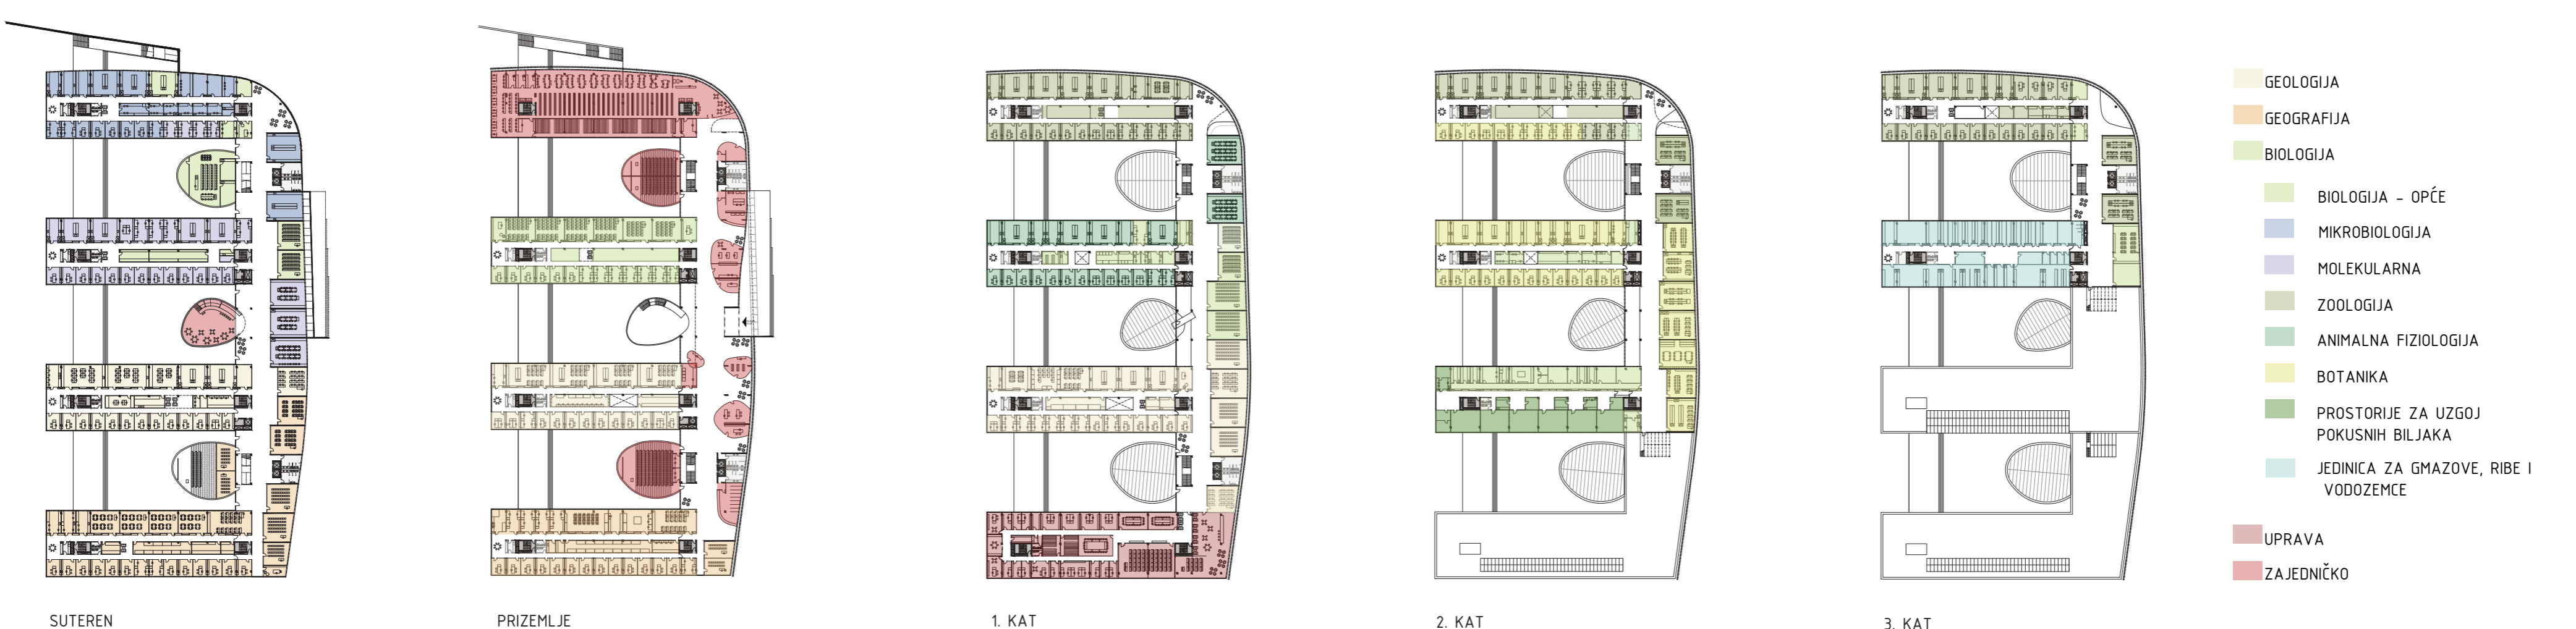 GEOLOGIJA
GEOGRAFIJA
BIOLOGIJA
BIOLOGIJA - OPĆE
MIKROBIOLOGIJA
MOLEKULARNA
ZOOLOGIJA
ANIMALNA FIZIOLOGIJA
BOTANIKA
PROSTORIJE ZA UZGOJ
POKUSNIH BILJAKA
JEDINICA ZA GMAZOVE, RIBE I
VODOZEMCE
UPRAVA
ZAJEDNIČKO
SUTEREN
PRIZEMLJE
1. KAT
2. KAT
3. KAT